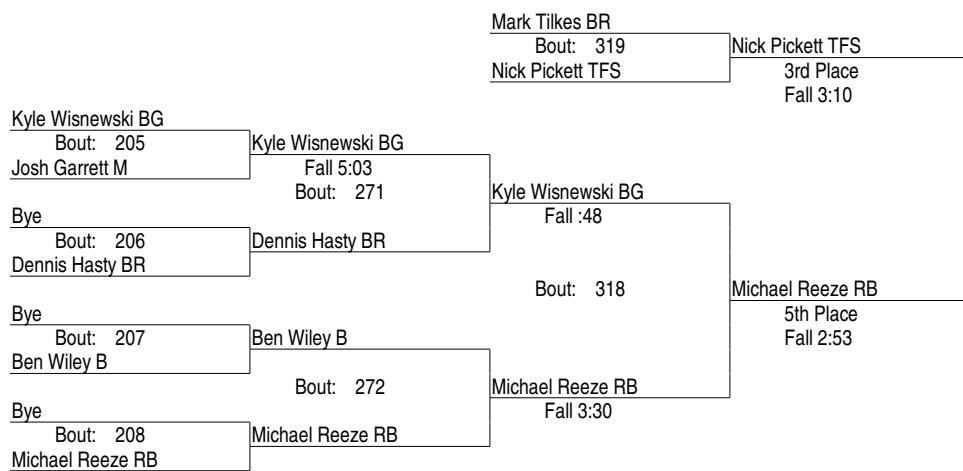 Mark Tilkes BR
Bout: 319
Nick Pickett TFS
Nick Pickett TFS
3rd Place
Fall 3:10
Kyle Wisnewski BG
Bout: 205
Josh Garrett M
Kyle Wisnewski BG
Fall 5:03
Bout: 271
Bye
Bout: 206
Dennis Hasty BR
Dennis Hasty BR
Kyle Wisnewski BG
Fall :48
Bout: 318
Bye
Bout: 207
Ben Wiley B
Ben Wiley B
Bout: 272
Bye
Bout: 208
Michael Reeze RB
Michael Reeze RB
Michael Reeze RB
Fall 3:30
Michael Reeze RB
5th Place
Fall 2:53